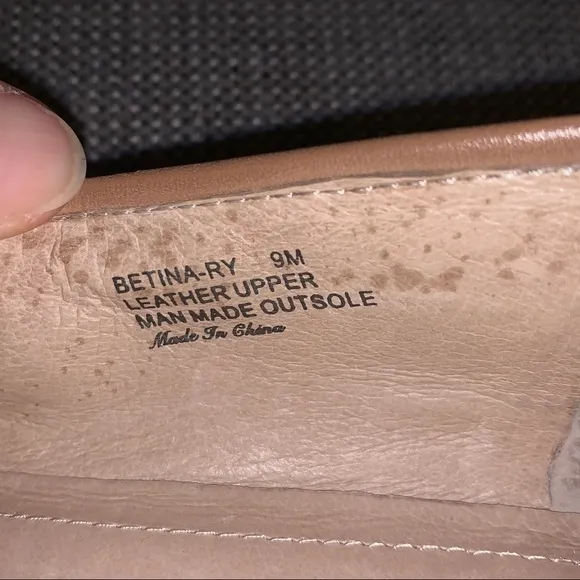 BETINA-RY 9M
LEATHER UPPER
MAN MADE OUTSOLE
Made In China